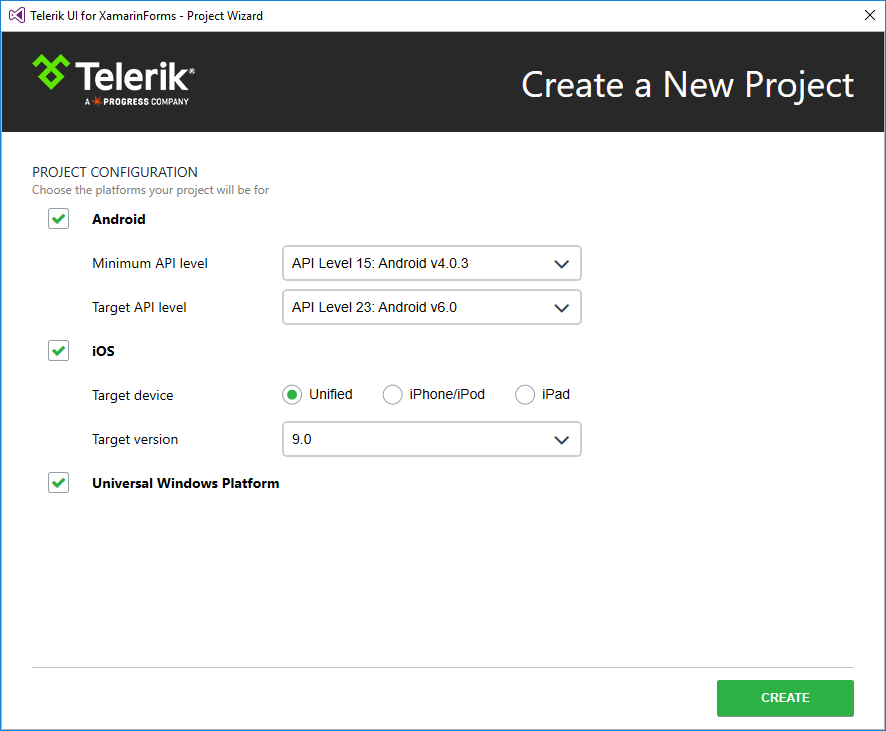 Telerik UI for XamarinForms - Project Wizard
Telerik®
A PROGRESS COMPANY
Create a New Project
PROJECT CONFIGURATION
Choose the platforms your project will be for
Android
Minimum API level API Level 15: Android v4.0.3
Target API level API Level 23: Android v6.0
iOS
Target device Unified iPhone/iPod iPad
Target version 9.0
Universal Windows Platform
CREATE